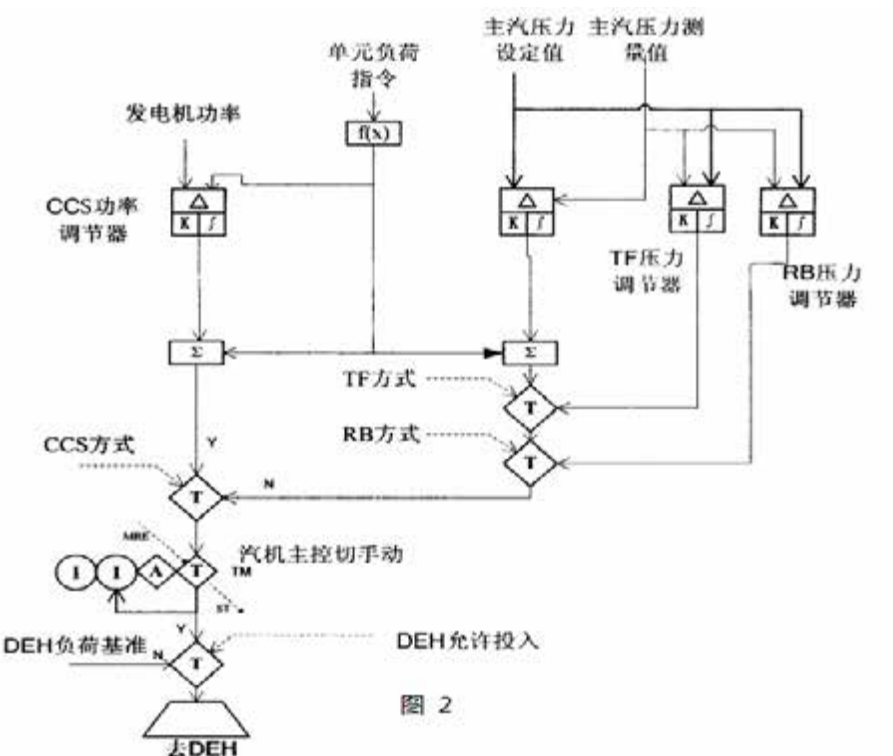 主汽压力
设定值
主汽压力测
量值
单元负荷
指令
发电机功率
f(x)
CCS功率
调节器
△
K ∫
△
K ∫
△
K ∫
△
K ∫
TF压力
调节器
RB压力
调节器
Σ
Σ
TF方式
T
RB方式
T
Y
CCS方式
N
T
MRE
汽机主控切手动
I I A T TM
ST
Y
DEH负荷基准
N
T
DEH允许投入
图 2
去DEH